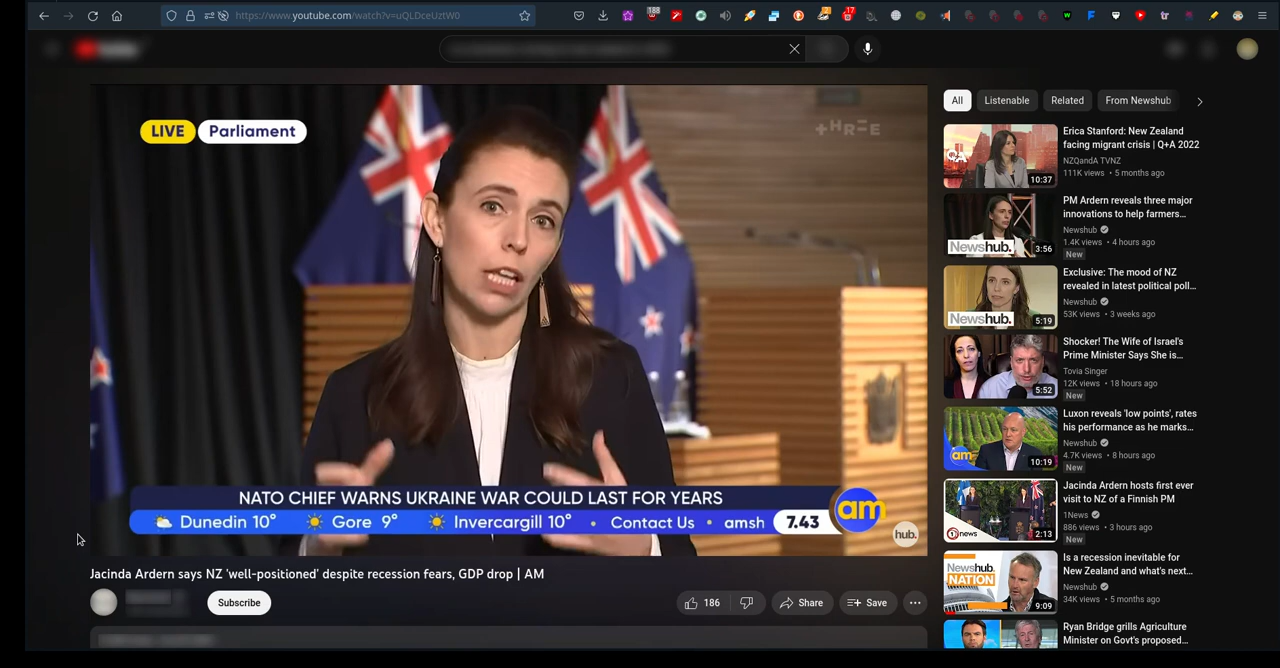 https://www.youtube.com/watch?v=uQLDceUztW0
188
17
LIVE Parliament
+HR=E
NATO CHIEF WARNS UKRAINE WAR COULD LAST FOR YEARS
Dunedin 10° Gore 9° Invercargill 10° • Contact Us • amsh 7.43
am
hub.
Jacinda Ardern says NZ 'well-positioned' despite recession fears, GDP drop | AM
Subscribe
186
Share
Save
All
Listenable
Related
From Newshub
Q+A
10:37
Erica Stanford: New Zealand
facing migrant crisis | Q+A 2022
NZQandA TVNZ
111K views • 5 months ago
Newshub.
3:56
PM Ardern reveals three major
innovations to help farmers...
Newshub
1.4K views • 4 hours ago
New
Newshub.
5:19
Exclusive: The mood of NZ
revealed in latest political poll...
Newshub
53K views • 3 weeks ago
5:52
Shocker! The Wife of Israel's
Prime Minister Says She is...
Tovia Singer
12K views • 18 hours ago
New
am
10:19
Luxon reveals 'low points', rates
his performance as he marks...
Newshub
4.7K views • 8 hours ago
New
1news
2:13
Jacinda Ardern hosts first ever
visit to NZ of a Finnish PM
1News
886 views • 3 hours ago
New
Newshub.
NATION
9:09
Is a recession inevitable for
New Zealand and what's next...
Newshub
34K views • 5 months ago
Ryan Bridge grills Agriculture
Minister on Govt's proposed...